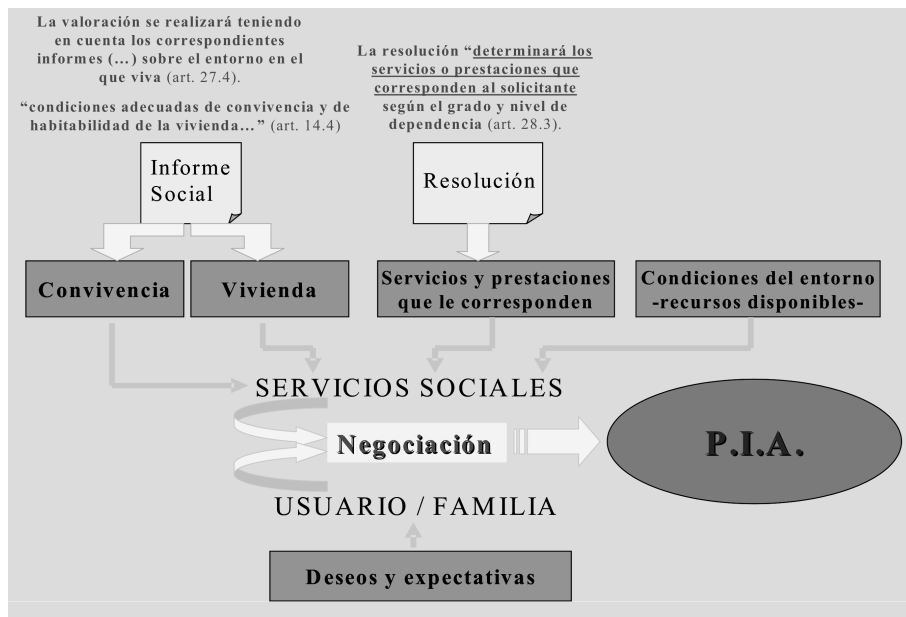 La valoración se realizará teniendo
en cuenta los correspondientes
informes (…) sobre el entorno en el
que viva (art. 27.4).
“condiciones adecuadas de convivencia y de
habitabilidad de la vivienda…” (art. 14.4)
La resolución “determinará los
servicios o prestaciones que
corresponden al solicitante
según el grado y nivel de
dependencia (art. 28.3).
Informe
Social
Resolución
Convivencia
Vivienda
Servicios y prestaciones
que le corresponden
Condiciones del entorno
-recursos disponibles-
SERVICIOS SOCIALES
Negociación
P.I.A.
USUARIO / FAMILIA
Deseos y expectativas